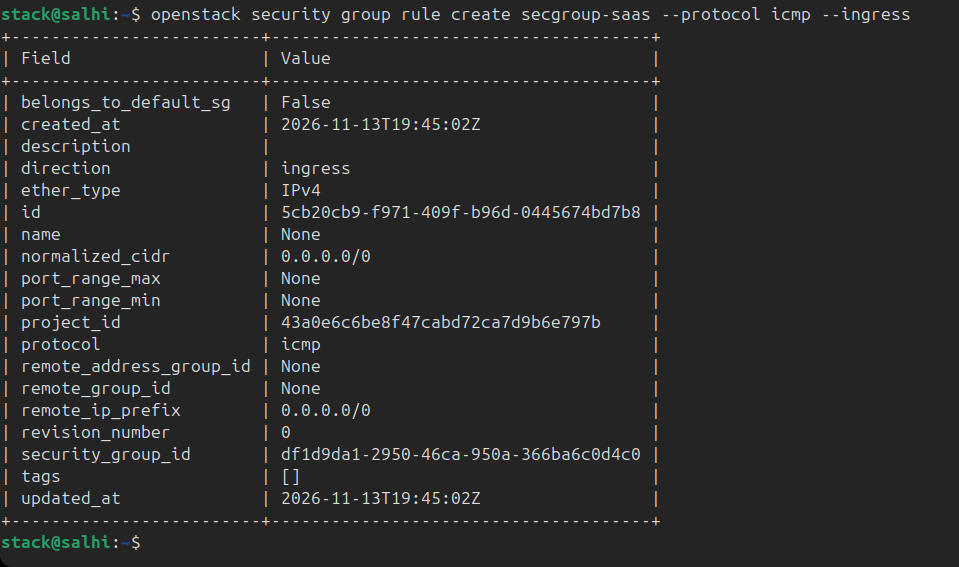 stack@salhi:~$ openstack security group rule create secgroup-saas --protocol icmp --ingress
+-------------------------+--------------------------------------+
| Field                   | Value                                |
+-------------------------+--------------------------------------+
| belongs_to_default_sg   | False                                |
| created_at              | 2026-11-13T19:45:02Z                 |
| description             |                                      |
| direction               | ingress                              |
| ether_type              | IPv4                                 |
| id                      | 5cb20cb9-f971-409f-b96d-0445674bd7b8 |
| name                    | None                                 |
| normalized_cidr         | 0.0.0.0/0                            |
| port_range_max          | None                                 |
| port_range_min          | None                                 |
| project_id              | 43a0e6c6be8f47cabd72ca7d9b6e797b     |
| protocol                | icmp                                 |
| remote_address_group_id | None                                 |
| remote_group_id         | None                                 |
| remote_ip_prefix        | 0.0.0.0/0                            |
| revision_number         | 0                                    |
| security_group_id       | df1d9da1-2950-46ca-950a-366ba6c0d4c0 |
| tags                    | []                                   |
| updated_at              | 2026-11-13T19:45:02Z                 |
+-------------------------+--------------------------------------+
stack@salhi:~$